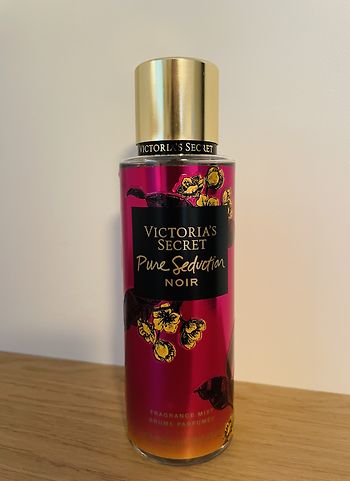 VICTORIA'S SECRET
VICTORIA'S
SECRET
Pure Seduction
NOIR
FRAGRANCE MIST
BRUME PARFUMÉE